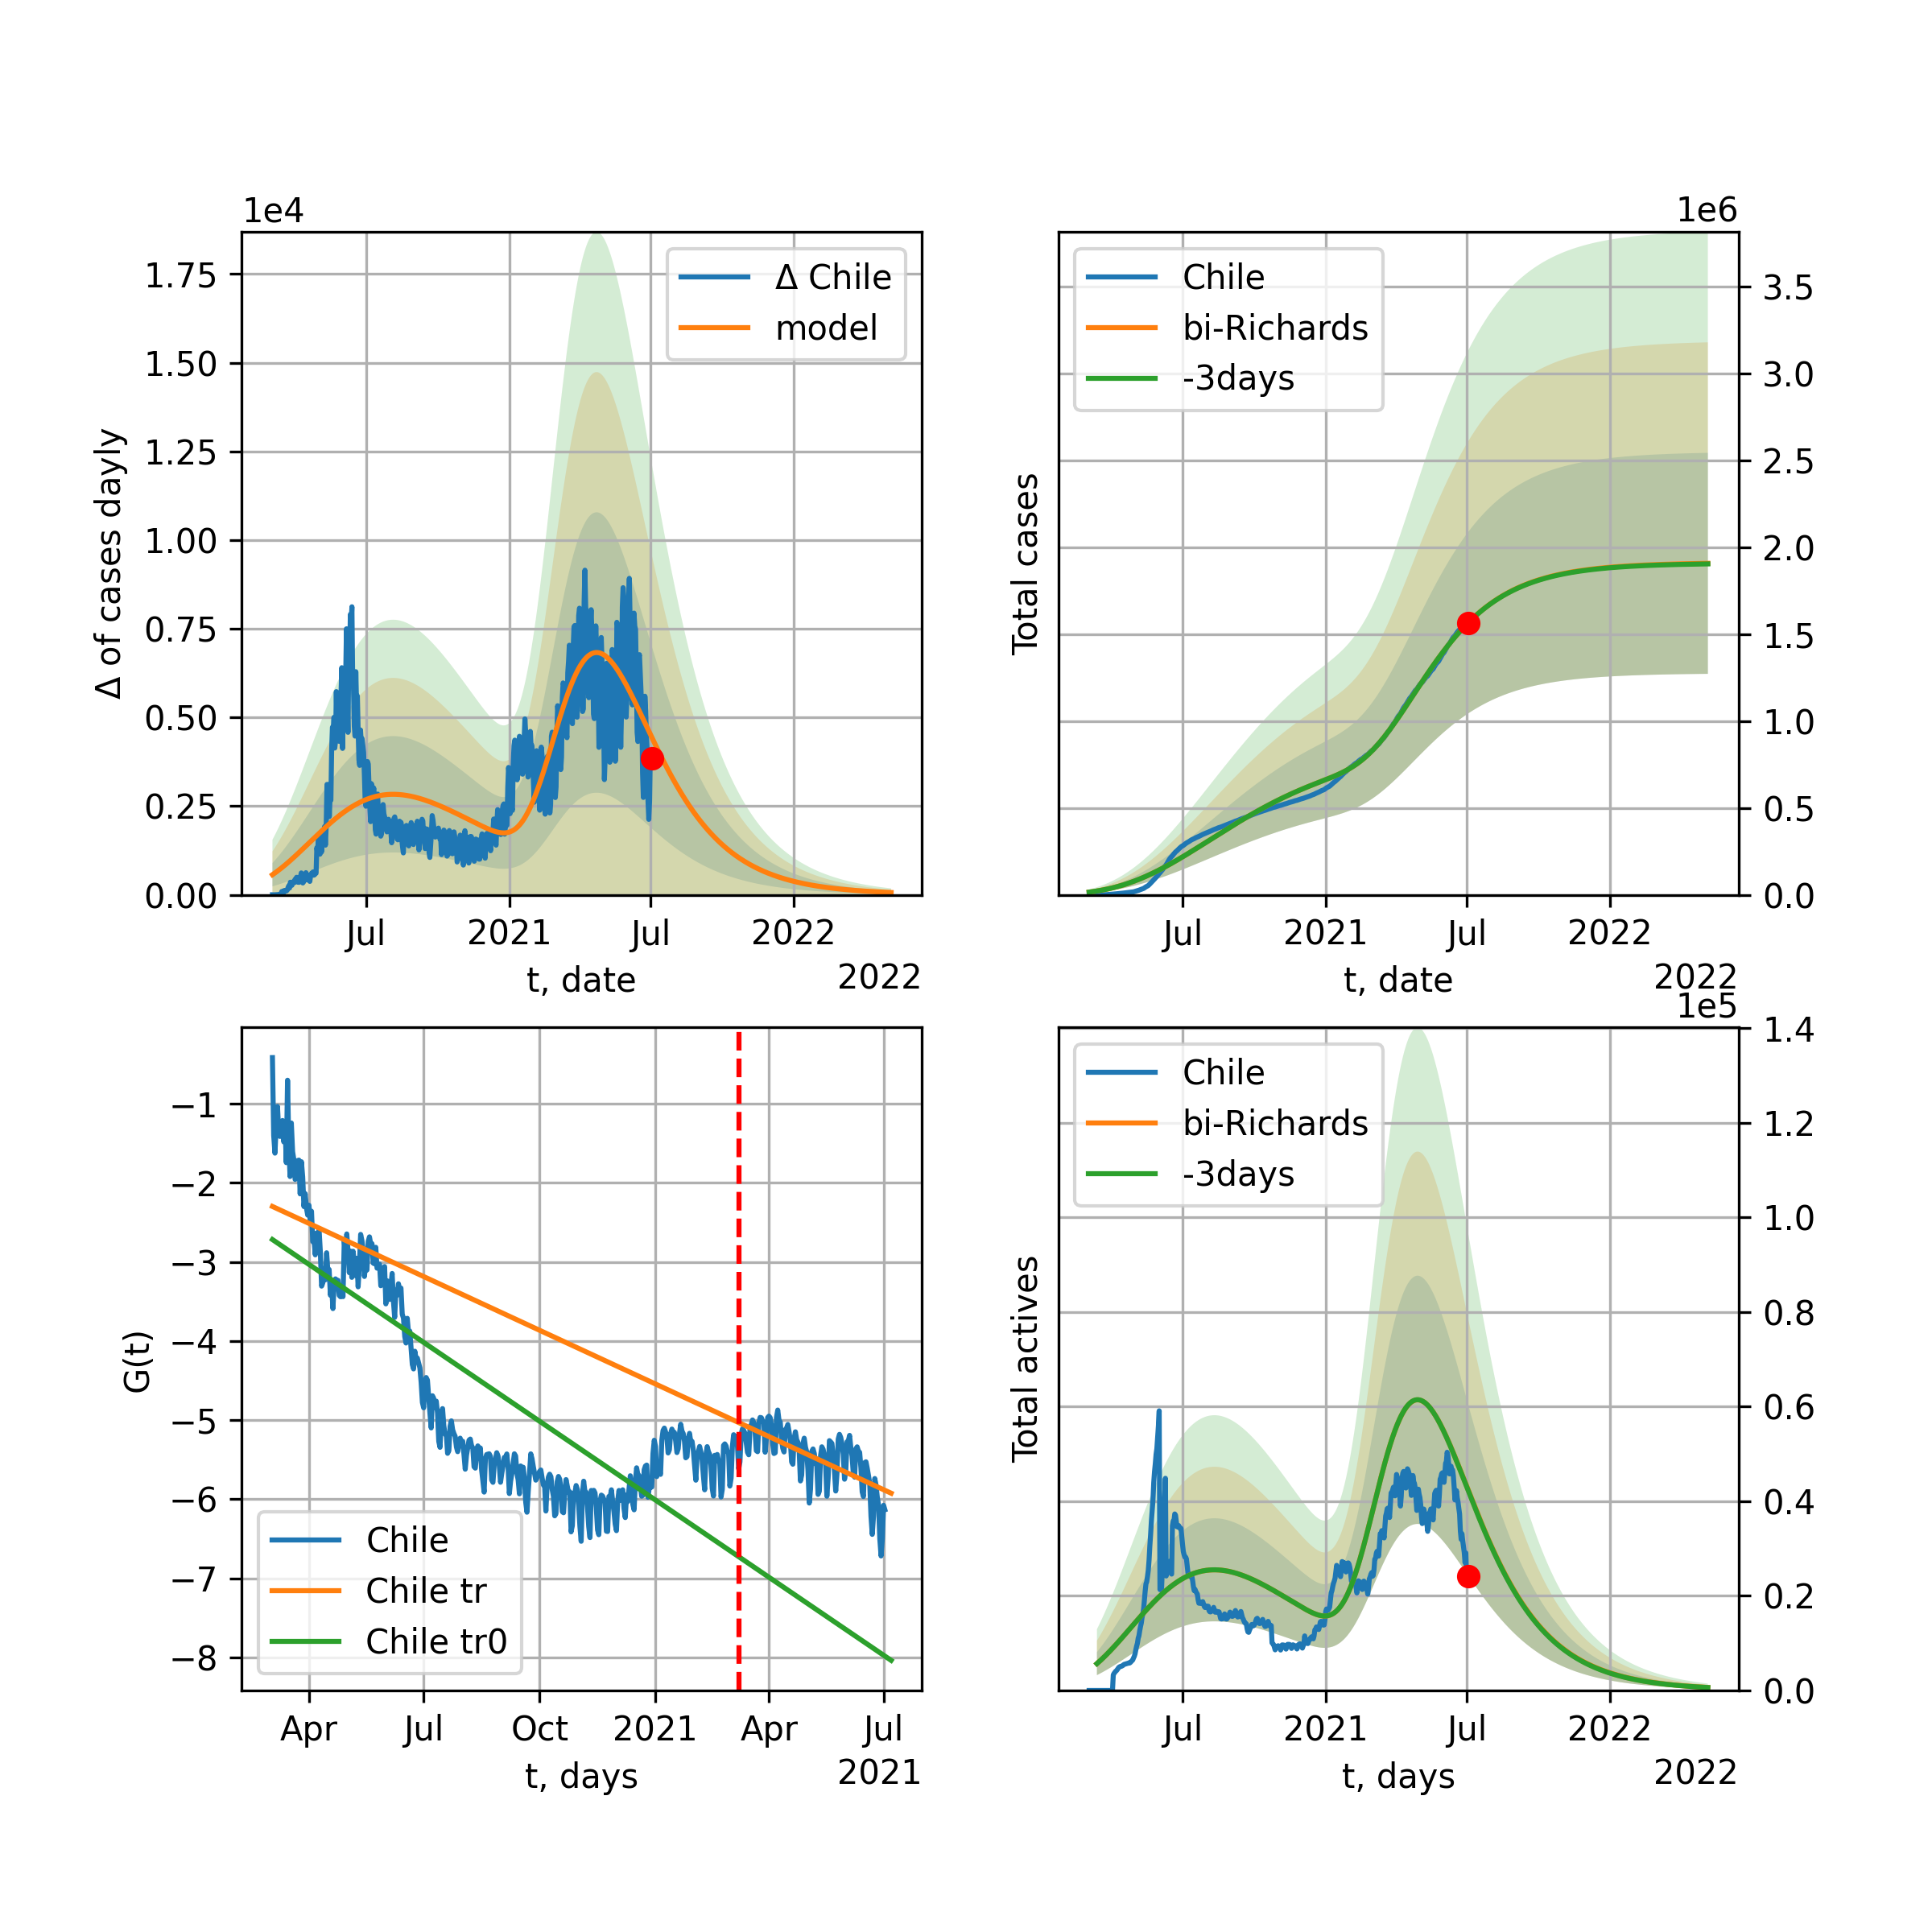 1e4
Δ of cases dayly
1.75
1.50
1.25
1.00
0.75
0.50
0.25
0.00
Δ Chile
model
Jul
2021
Jul
2022
t, date
2022
1e6
Total cases
Chile
bi-Richards
-3days
3.5
3.0
2.5
2.0
1.5
1.0
0.5
0.0
Jul
2021
Jul
2022
t, date
2022
G(t)
−1
−2
−3
−4
−5
−6
−7
−8
Chile
Chile tr
Chile tr0
Apr
Jul
Oct
2021
Apr
Jul
t, days
2021
1e5
Total actives
Chile
bi-Richards
-3days
1.4
1.2
1.0
0.8
0.6
0.4
0.2
0.0
Jul
2021
Jul
2022
t, days
2022